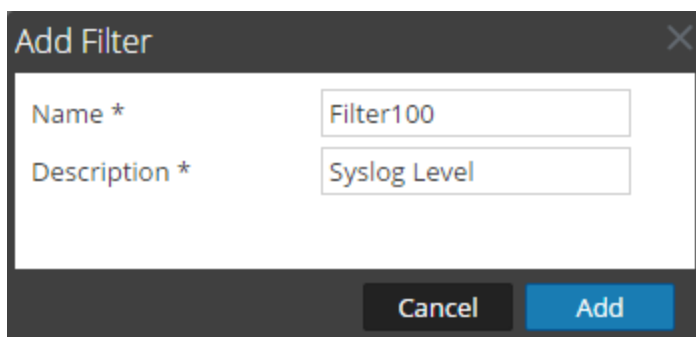 Add Filter
Name * Filter100
Description * Syslog Level
Cancel Add